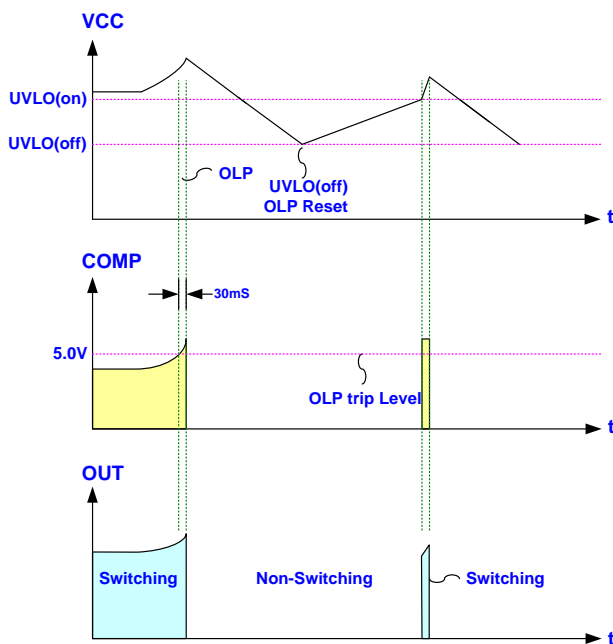 VCC
UVLO(on)
UVLO(off)
OLP
UVLO(off)
OLP Reset
t
COMP
30mS
5.0V
OLP trip Level
t
OUT
Switching
Non-Switching
Switching
t